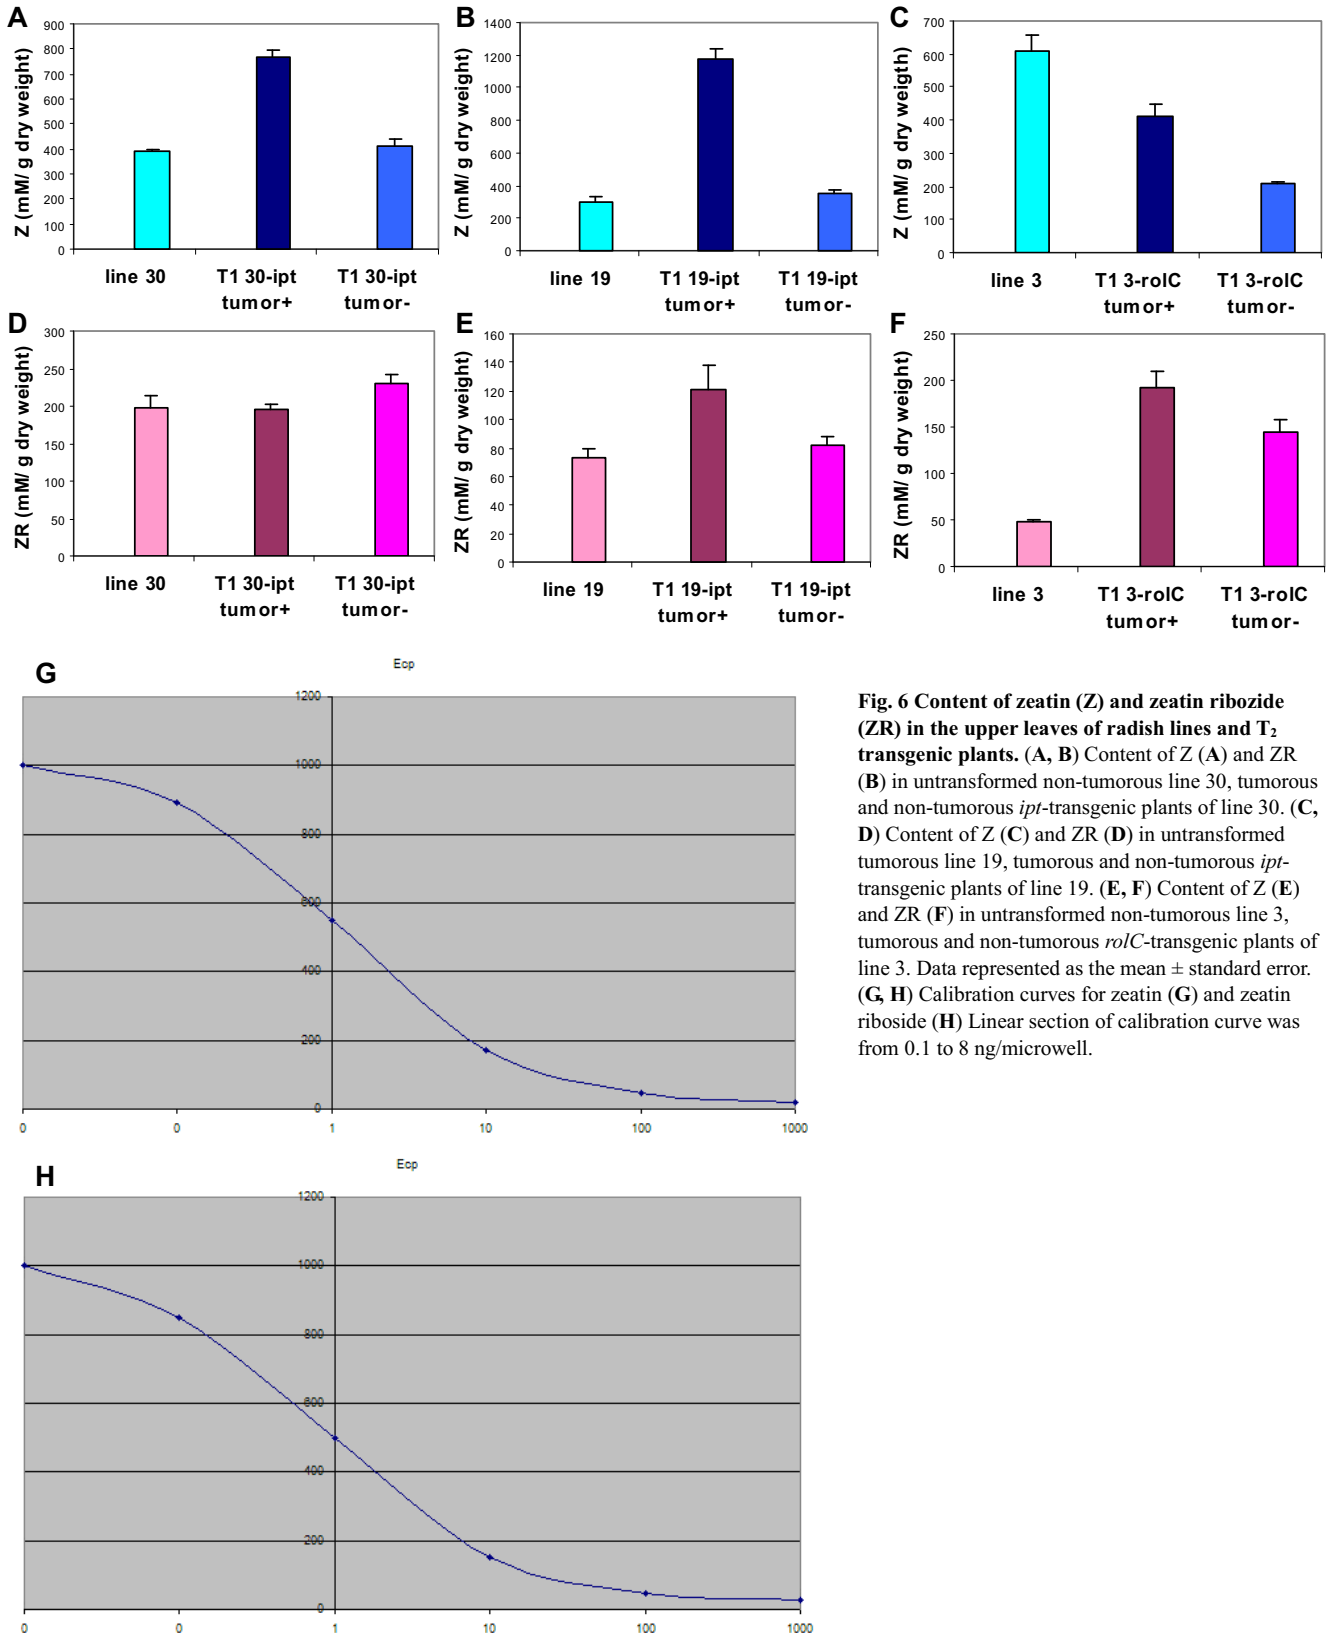 A
Z (mM/ g dry weight)
900
800
700
600
500
400
300
200
100
0
line 30
T1 30-ipt
tumor+
T1 30-ipt
tumor-
B
Z (mM/ g dry weigth)
1400
1200
1000
800
600
400
200
0
line 19
T1 19-ipt
tumor+
T1 19-ipt
tumor-
C
Z (mM/ g dry weigth)
700
600
500
400
300
200
100
0
line 3
T1 3-rolC
tumor+
T1 3-rolC
tumor-
D
ZR (mM/ g dry weight)
300
250
200
150
100
50
0
line 30
T1 30-ipt
tumor+
T1 30-ipt
tumor-
E
ZR (mM/ g dry weight)
160
140
120
100
80
60
40
20
0
line 19
T1 19-ipt
tumor+
T1 19-ipt
tumor-
F
ZR (mM/ g dry weight)
250
200
150
100
50
0
line 3
T1 3-rolC
tumor+
T1 3-rolC
tumor-
G
Ecp
1200
1000
800
600
400
200
0
0 0 1 10 100 1000
H
Ecp
1200
1000
800
600
400
200
0
0 0 1 10 100 1000
Fig. 6 Content of zeatin (Z) and zeatin ribozide
(ZR) in the upper leaves of radish lines and T2
transgenic plants. (A, B) Content of Z (A) and ZR
(B) in untransformed non-tumorous line 30, tumorous
and non-tumorous ipt-transgenic plants of line 30. (C,
D) Content of Z (C) and ZR (D) in untransformed
tumorous line 19, tumorous and non-tumorous ipt-
transgenic plants of line 19. (E, F) Content of Z (E)
and ZR (F) in untransformed non-tumorous line 3,
tumorous and non-tumorous rolC-transgenic plants of
line 3. Data represented as the mean ± standard error.
(G, H) Calibration curves for zeatin (G) and zeatin
riboside (H) Linear section of calibration curve was
from 0.1 to 8 ng/microwell.